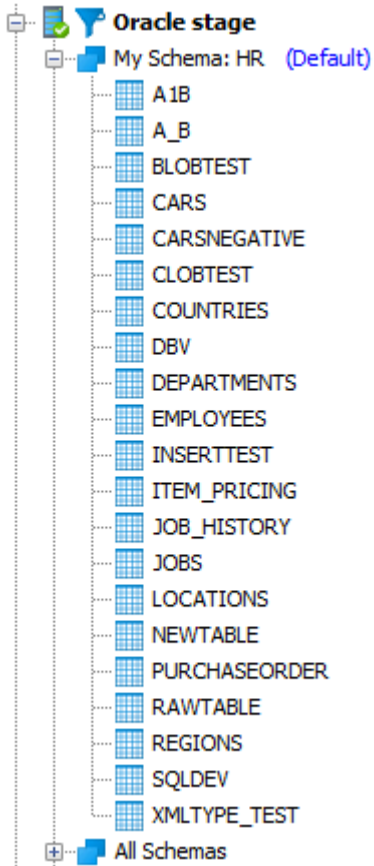 Oracle stage
My Schema: HR (Default)
A1B
A_B
BLOBTEST
CARS
CARSNEGATIVE
CLOBTEST
COUNTRIES
DBV
DEPARTMENTS
EMPLOYEES
INSERTTEST
ITEM_PRICING
JOB_HISTORY
JOBS
LOCATIONS
NEWTABLE
PURCHASEORDER
RAWTABLE
REGIONS
SQLDEV
XMLTYPE_TEST
All Schemas